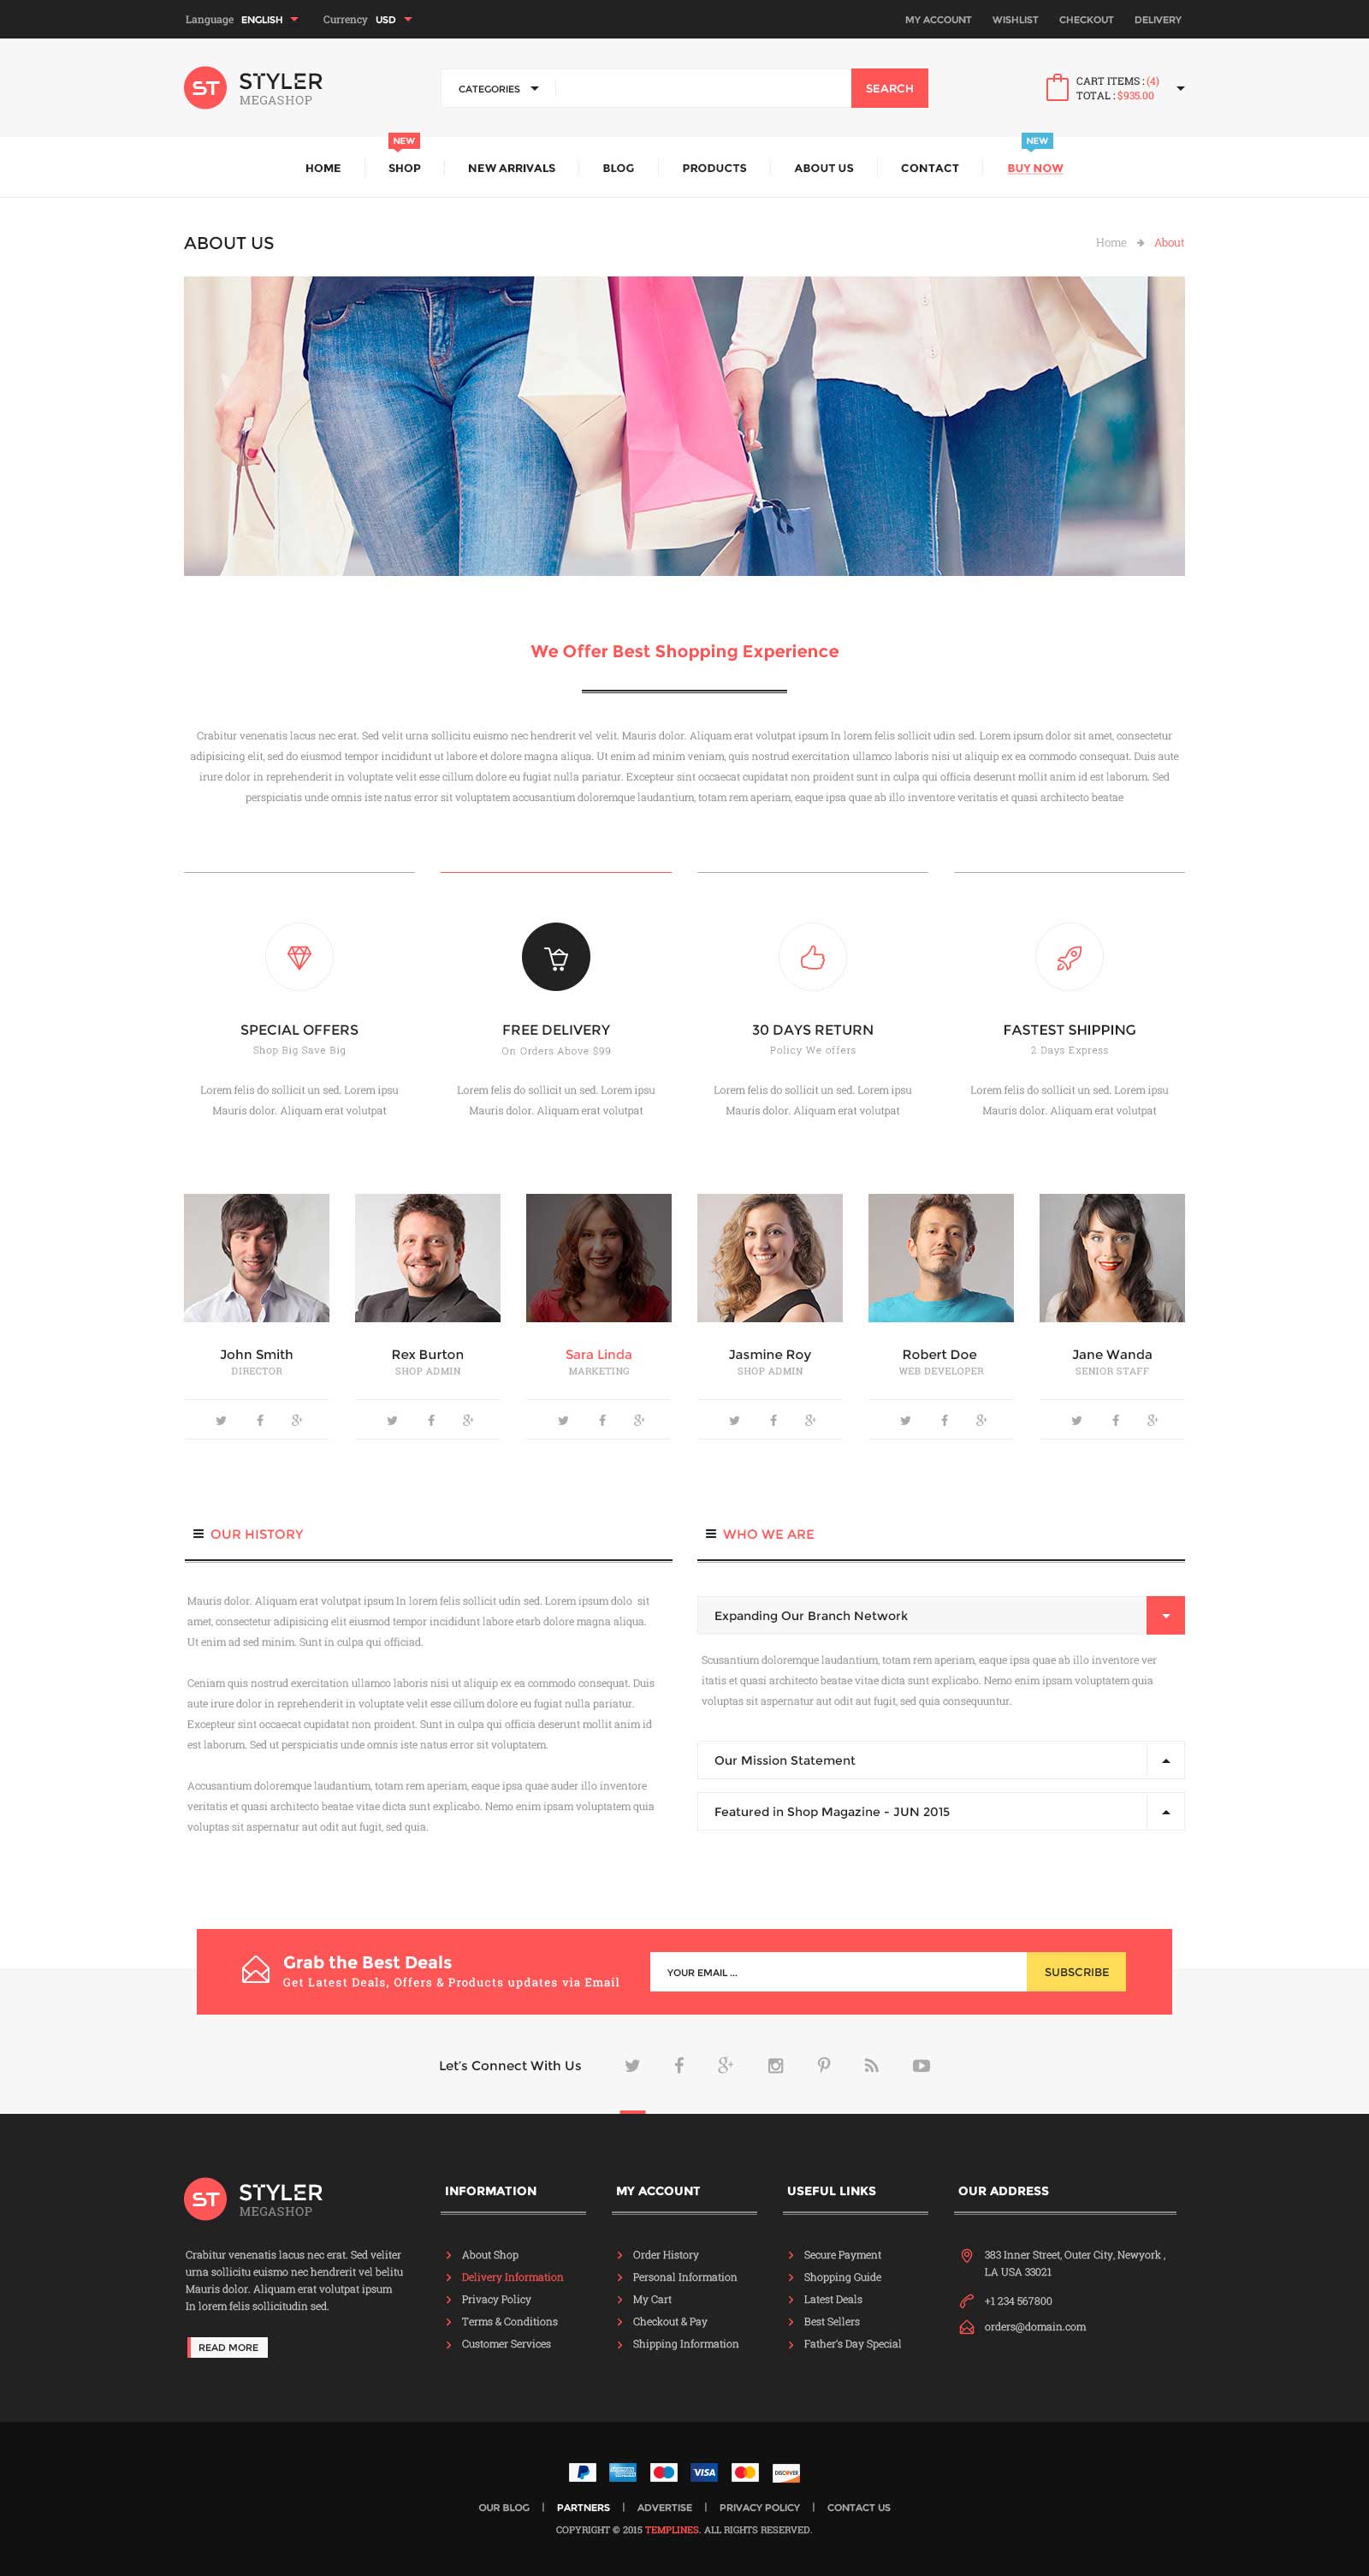 Language ENGLISH Currency USD MY ACCOUNT WISHLIST CHECKOUT DELIVERY
ST STYLER MEGASHOP
CATEGORIES SEARCH
CART ITEMS : (4)
TOTAL : $935.00
NEW NEW
HOME SHOP NEW ARRIVALS BLOG PRODUCTS ABOUT US CONTACT BUY NOW
ABOUT US Home About
We Offer Best Shopping Experience
Crabitur venenatis lacus nec erat. Sed velit urna sollicitu euismo nec hendrerit vel velit. Mauris dolor. Aliquam erat volutpat ipsum In lorem felis sollicit udin sed. Lorem ipsum dolor sit amet, consectetur
adipisicing elit, sed do eiusmod tempor incididunt ut labore et dolore magna aliqua. Ut enim ad minim veniam, quis nostrud exercitation ullamco laboris nisi ut aliquip ex ea commodo consequat. Duis aute
irure dolor in reprehenderit in voluptate velit esse cillum dolore eu fugiat nulla pariatur. Excepteur sint occaecat cupidatat non proident sunt in culpa qui officia deserunt mollit anim id est laborum. Sed
perspiciatis unde omnis iste natus error sit voluptatem accusantium doloremque laudantium, totam rem aperiam, eaque ipsa quae ab illo inventore veritatis et quasi architecto beatae
SPECIAL OFFERS
Shop Big Save Big
Lorem felis do sollicit un sed. Lorem ipsu
Mauris dolor. Aliquam erat volutpat
FREE DELIVERY
On Orders Above $99
Lorem felis do sollicit un sed. Lorem ipsu
Mauris dolor. Aliquam erat volutpat
30 DAYS RETURN
Policy We offers
Lorem felis do sollicit un sed. Lorem ipsu
Mauris dolor. Aliquam erat volutpat
FASTEST SHIPPING
2 Days Express
Lorem felis do sollicit un sed. Lorem ipsu
Mauris dolor. Aliquam erat volutpat
John Smith
DIRECTOR
Rex Burton
SHOP ADMIN
Sara Linda
MARKETING
Jasmine Roy
SHOP ADMIN
Robert Doe
WEB DEVELOPER
Jane Wanda
SENIOR STAFF
OUR HISTORY
Mauris dolor. Aliquam erat volutpat ipsum In lorem felis sollicit udin sed. Lorem ipsum dolo sit
amet, consectetur adipisicing elit eiusmod tempor incididunt labore etarb dolore magna aliqua.
Ut enim ad sed minim. Sunt in culpa qui officiad.
Ceniam quis nostrud exercitation ullamco laboris nisi ut aliquip ex ea commodo consequat. Duis
aute irure dolor in reprehenderit in voluptate velit esse cillum dolore eu fugiat nulla pariatur.
Excepteur sint occaecat cupidatat non proident. Sunt in culpa qui officia deserunt mollit anim id
est laborum. Sed ut perspiciatis unde omnis iste natus error sit voluptatem.
Accusantium doloremque laudantium, totam rem aperiam, eaque ipsa quae auder illo inventore
veritatis et quasi architecto beatae vitae dicta sunt explicabo. Nemo enim ipsam voluptatem quia
voluptas sit aspernatur aut odit aut fugit, sed quia.
WHO WE ARE
Expanding Our Branch Network
Scusantium doloremque laudantium, totam rem aperiam, eaque ipsa quae ab illo inventore ver
itatis et quasi architecto beatae vitae dicta sunt explicabo. Nemo enim ipsam voluptatem quia
voluptas sit aspernatur aut odit aut fugit, sed quia consequuntur.
Our Mission Statement
Featured in Shop Magazine - JUN 2015
Grab the Best Deals
Get Latest Deals, Offers & Products updates via Email
YOUR EMAIL ... SUBSCRIBE
Let's Connect With Us
ST STYLER MEGASHOP
Crabitur venenatis lacus nec erat. Sed veliter
urna sollicitu euismo nec hendrerit vel belitu
Mauris dolor. Aliquam erat volutpat ipsum
In lorem felis sollicitudin sed.
READ MORE
INFORMATION
About Shop
Delivery Information
Privacy Policy
Terms & Conditions
Customer Services
MY ACCOUNT
Order History
Personal Information
My Cart
Checkout & Pay
Shipping Information
USEFUL LINKS
Secure Payment
Shopping Guide
Latest Deals
Best Sellers
Father's Day Special
OUR ADDRESS
383 Inner Street, Outer City, Newyork ,
LA USA 33021
+1 234 567800
orders@domain.com
VISA DISCOVER
OUR BLOG | PARTNERS | ADVERTISE | PRIVACY POLICY | CONTACT US
COPYRIGHT © 2015 TEMPLINES. ALL RIGHTS RESERVED.